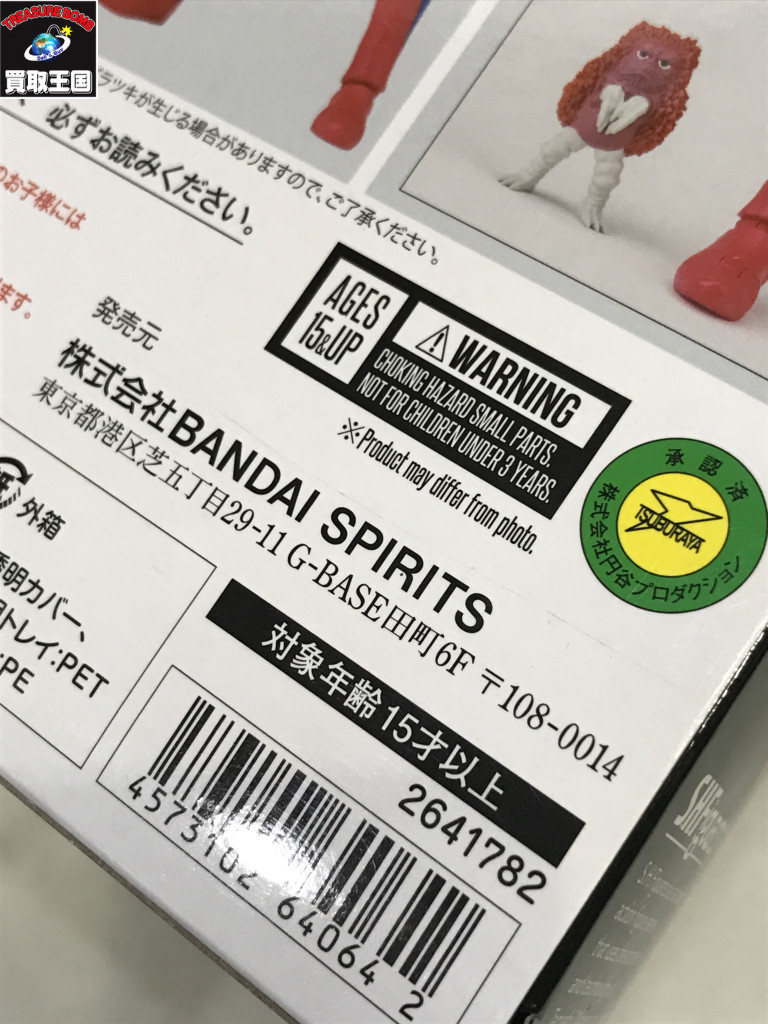 TREASURE BOMB
買取王国
ラツキが生じる場合がありますので、ご了承ください。
必ずお読みください。
のお子様には
ます。
発売元
株式会社BANDAI SPIRITS
東京都港区芝五丁目29-11 G-BASE田町6F 〒108-0014
AGES
15&UP
⚠WARNING
CHOKING HAZARD SMALL PARTS.
NOT FOR CHILDREN UNDER 3 YEARS.
※Product may differ from photo.
承認済
TSUBURAYA
株式会社円谷プロダクション
外箱
透明カバー、
トレイ:PET
:PE
対象年齢 15才以上
2641782
4573102 64064 2